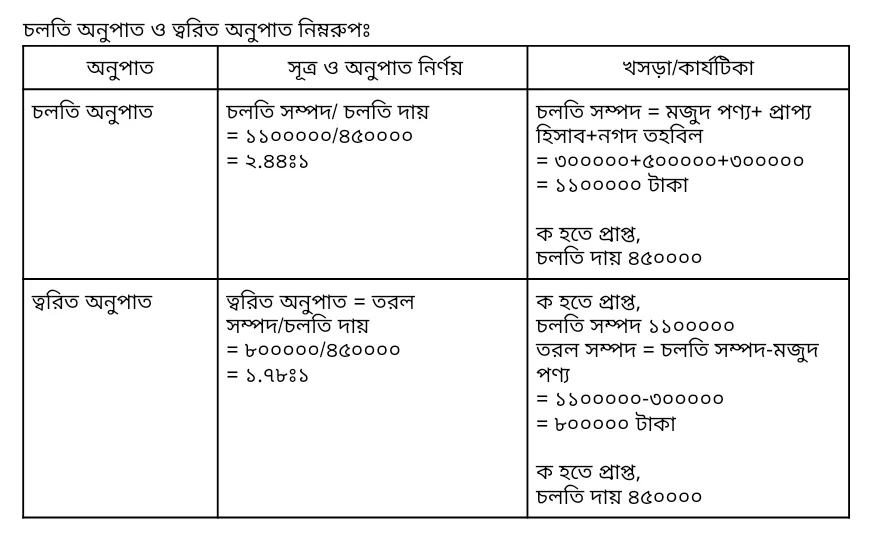 চলতি অনুপাত ও ত্বরিত অনুপাত নিম্নরুপঃ
অনুপাত
সূত্র ও অনুপাত নির্ণয়
খসড়া/কার্যটিকা
চলতি অনুপাত
চলতি সম্পদ/ চলতি দায়
= ১১০০০০০/৪৫০০০০
= ২.৪৪ঃ১
চলতি সম্পদ = মজুদ পণ্য+ প্রাপ্য
হিসাব+নগদ তহবিল
= ৩০০০০০+৫০০০০০+৩০০০০০
= ১১০০০০০ টাকা
ক হতে প্রাপ্ত,
চলতি দায় ৪৫০০০০
ত্বরিত অনুপাত
ত্বরিত অনুপাত = তরল
সম্পদ/চলতি দায়
= ৮০০০০০/৪৫০০০০
= ১.৭৮ঃ১
ক হতে প্রাপ্ত,
চলতি সম্পদ ১১০০০০০
তরল সম্পদ = চলতি সম্পদ-মজুদ
পণ্য
= ১১০০০০০-৩০০০০০
= ৮০০০০০ টাকা
ক হতে প্রাপ্ত,
চলতি দায় ৪৫০০০০